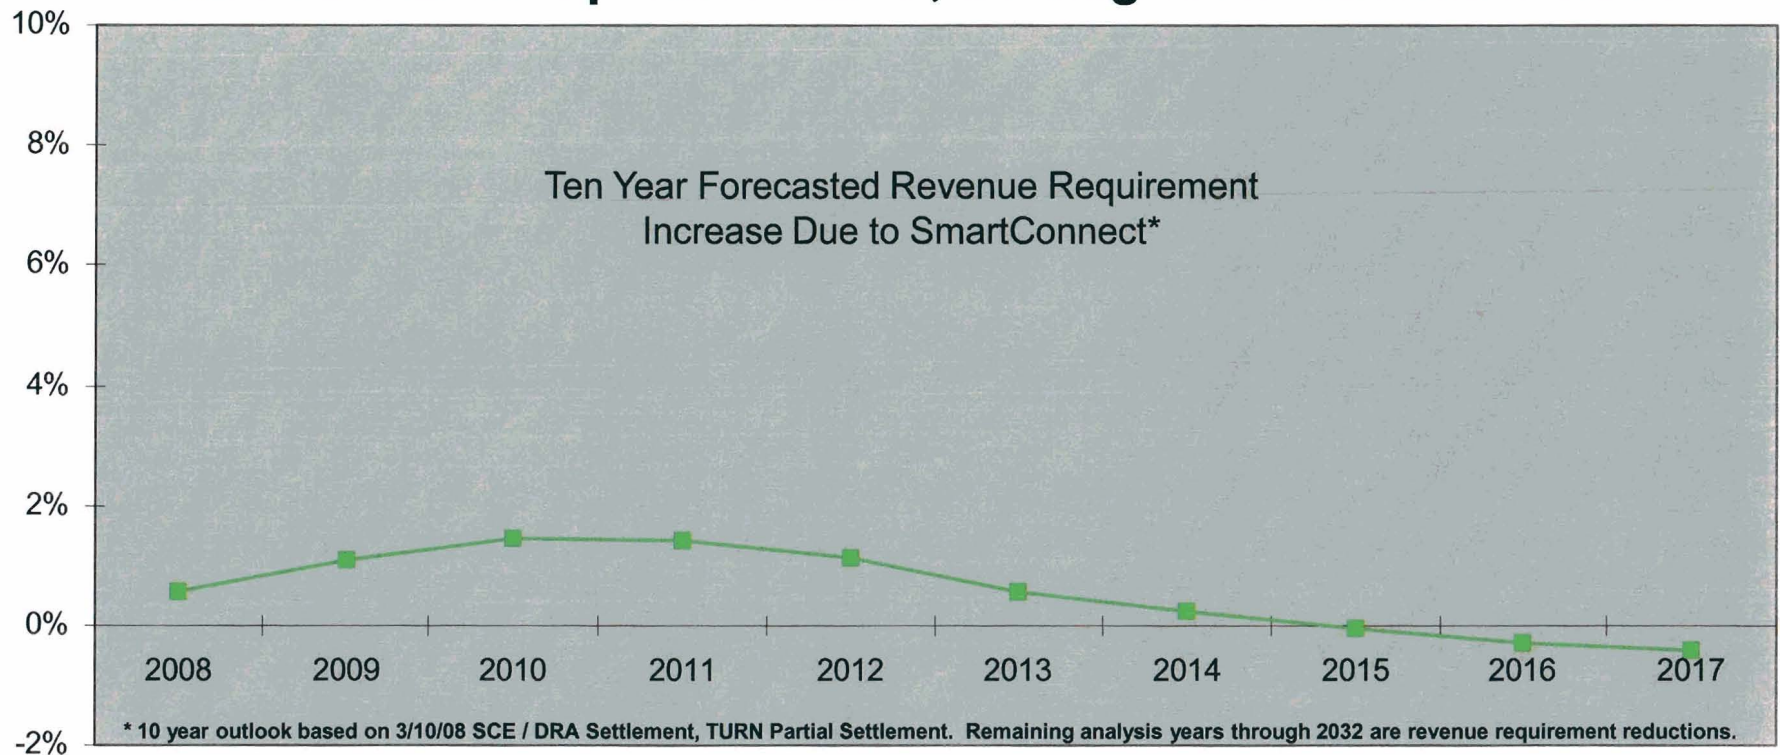 10%
8%
Ten Year Forecasted Revenue Requirement
Increase Due to SmartConnect*
6%
4%
2%
0%
2008 2009 2010 2011 2012 2013 2014 2015 2016 2017
* 10 year outlook based on 3/10/08 SCE / DRA Settlement, TURN Partial Settlement. Remaining analysis years through 2032 are revenue requirement reductions.
-2%